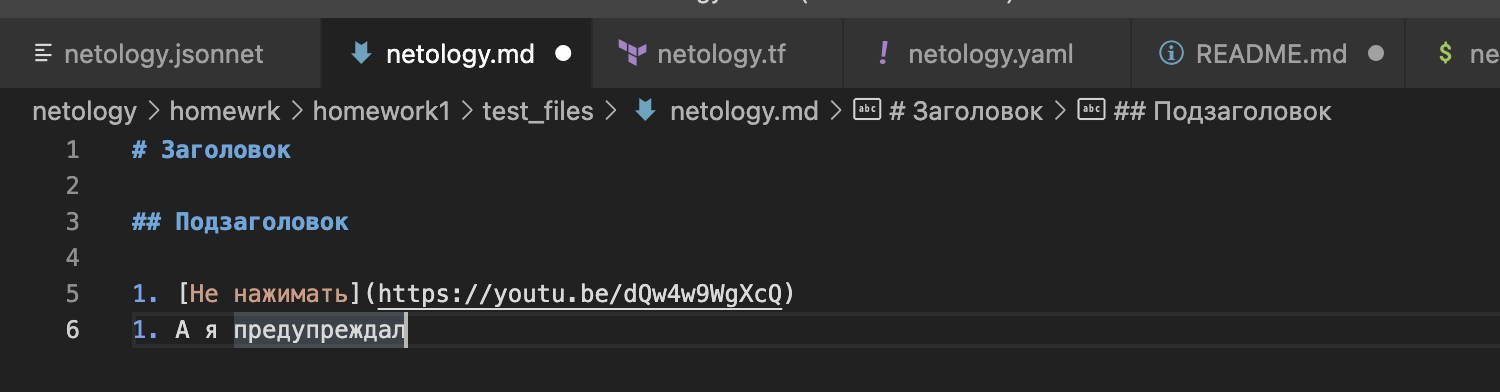 netology.jsonnet netology.md netology.tf netology.yaml README.md
netology > homewrk > homework1 > test_files > netology.md > # Заголовок > ## Подзаголовок
1 # Заголовок
2
3 ## Подзаголовок
4
5 1. [Не нажимать](https://youtu.be/dQw4w9WgXcQ)
6 1. А я предупреждал